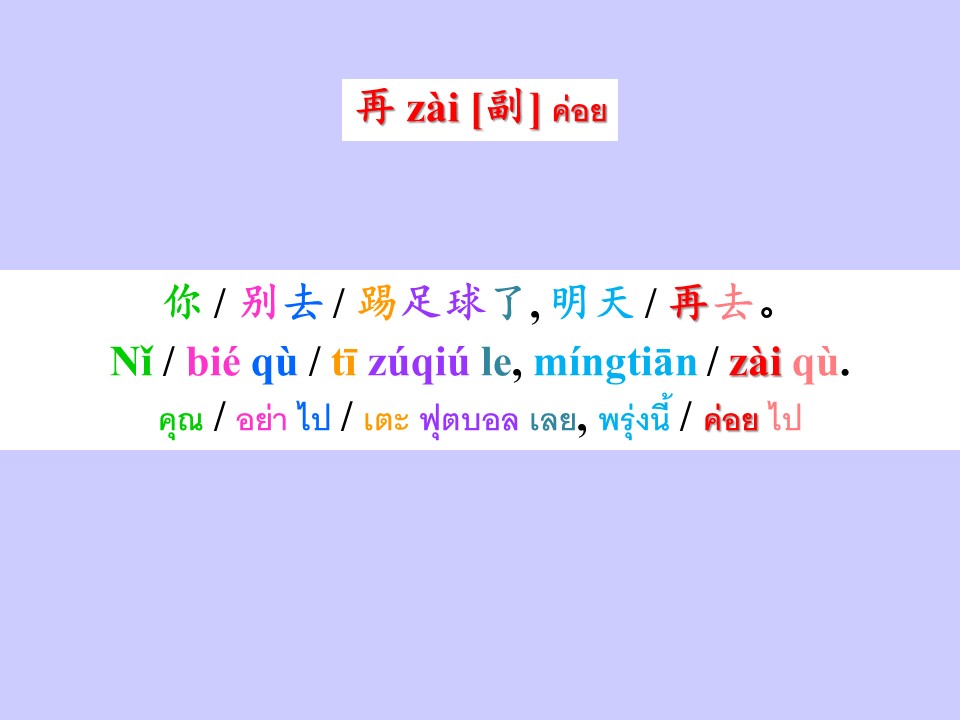 再 zài [副] ค่อย
你 / 别去 / 踢足球了, 明天 / 再去。
Nǐ / bié qù / tī zúqiú le, míngtiān / zài qù.
คุณ / อย่า ไป / เตะ ฟุตบอล เลย, พรุ่งนี้ / ค่อย ไป